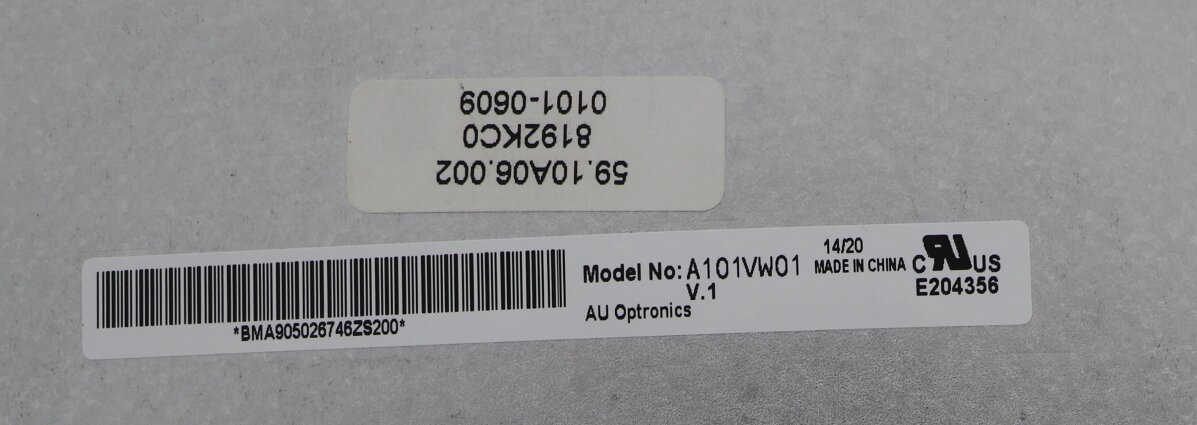 59.10A06.002
8192KC0
0101-0609
*BMA905026746ZS200*
Model No: A101VW01
V.1
AU Optronics
14/20
MADE IN CHINA
C RU US
E204356